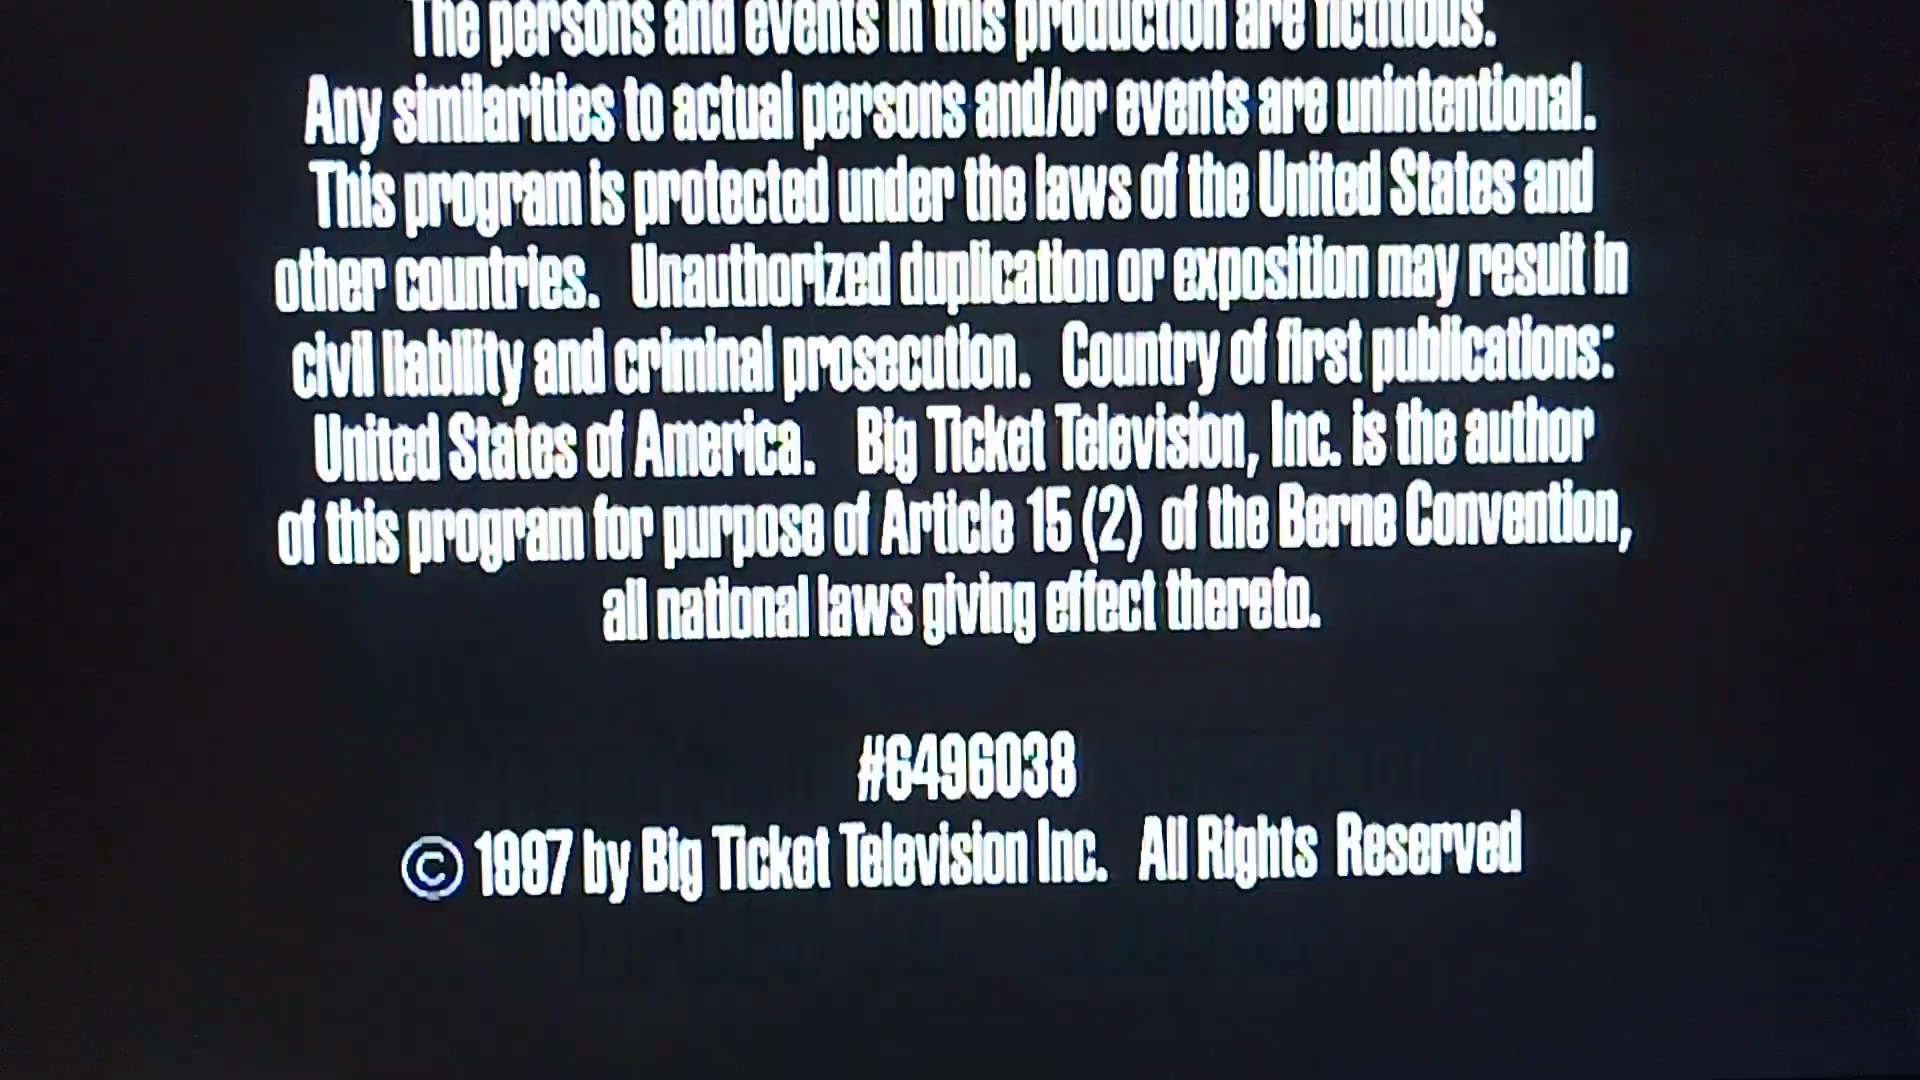 The persons and events in this production are fictitious.
Any similarities to actual persons and/or events are unintentional.
This program is protected under the laws of the United States and
other countries. Unauthorized duplication or exposition may result in
civil liability and criminal prosecution. Country of first publications:
United States of America. Big Ticket Television, Inc. is the author
of this program for purpose of Article 15 (2) of the Berne Convention,
all national laws giving effect thereto.
#6496038
© 1997 by Big Ticket Television Inc. All Rights Reserved